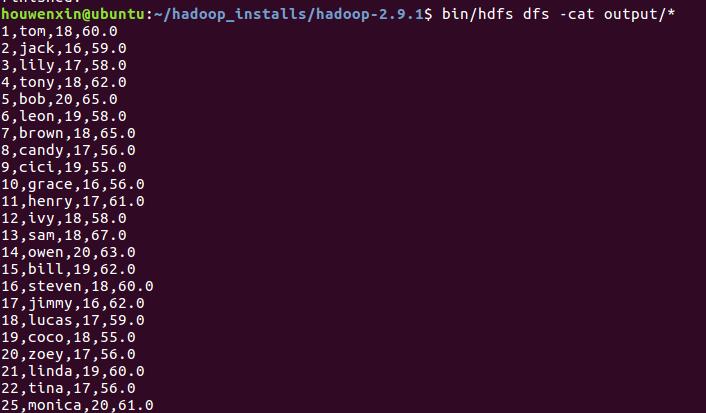 houwenxin@ubuntu:~/hadoop_installs/hadoop-2.9.1$ bin/hdfs dfs -cat output/*
1,tom,18,60.0
2,jack,16,59.0
3,lily,17,58.0
4,tony,18,62.0
5,bob,20,65.0
6,leon,19,58.0
7,brown,18,65.0
8,candy,17,56.0
9,cici,19,55.0
10,grace,16,56.0
11,henry,17,61.0
12,ivy,18,58.0
13,sam,18,67.0
14,owen,20,63.0
15,bill,19,62.0
16,steven,18,60.0
17,jimmy,16,62.0
18,lucas,17,59.0
19,coco,18,55.0
20,zoey,17,56.0
21,linda,19,60.0
22,tina,17,56.0
25,monica,20,61.0